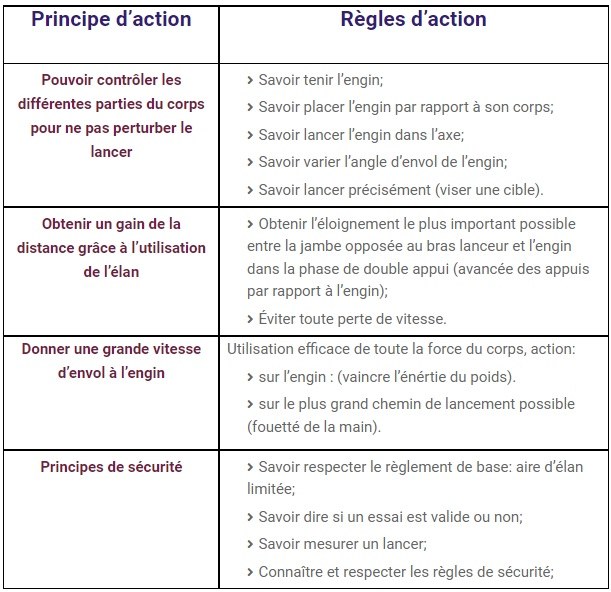 Principe d’action
Règles d’action
Pouvoir contrôler les
différentes parties du corps
pour ne pas perturber le
lancer
› Savoir tenir l’engin;
› Savoir placer l’engin par rapport à son corps;
› Savoir lancer l’engin dans l’axe;
› Savoir varier l’angle d’envol de l’engin;
› Savoir lancer précisément (viser une cible).
Obtenir un gain de la
distance grâce à l’utilisation
de l’élan
› Obtenir l’éloignement le plus important possible
entre la jambe opposée au bras lanceur et l’engin
dans la phase de double appui (avancée des appuis
par rapport à l’engin);
› Éviter toute perte de vitesse.
Donner une grande vitesse
d’envol à l’engin
Utilisation efficace de toute la force du corps, action:
› sur l’engin : (vaincre l’énértie du poids).
› sur le plus grand chemin de lancement possible
(fouetté de la main).
Principes de sécurité
› Savoir respecter le règlement de base: aire d’élan
limitée;
› Savoir dire si un essai est valide ou non;
› Savoir mesurer un lancer;
› Connaître et respecter les règles de sécurité;